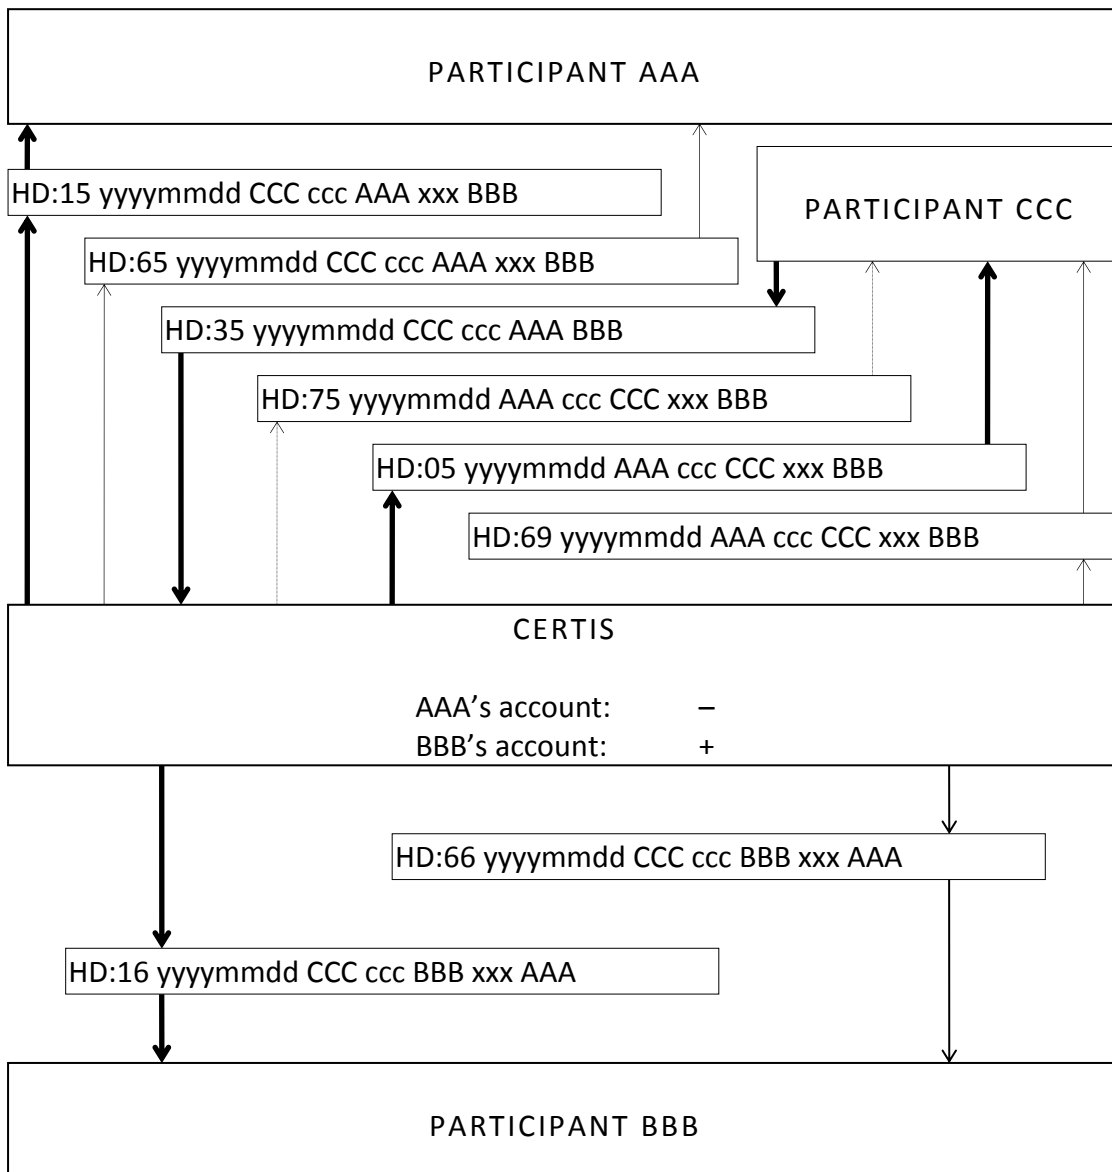 PARTICIPANT AAA
HD:15 yyyymmdd CCC ccc AAA xxx BBB
PARTICIPANT CCC
HD:65 yyyymmdd CCC ccc AAA xxx BBB
HD:35 yyyymmdd CCC ccc AAA BBB
HD:75 yyyymmdd AAA ccc CCC xxx BBB
HD:05 yyyymmdd AAA ccc CCC xxx BBB
HD:69 yyyymmdd AAA ccc CCC xxx BBB
CERTIS
AAA’s account: –
BBB’s account: +
HD:66 yyyymmdd CCC ccc BBB xxx AAA
HD:16 yyyymmdd CCC ccc BBB xxx AAA
PARTICIPANT BBB